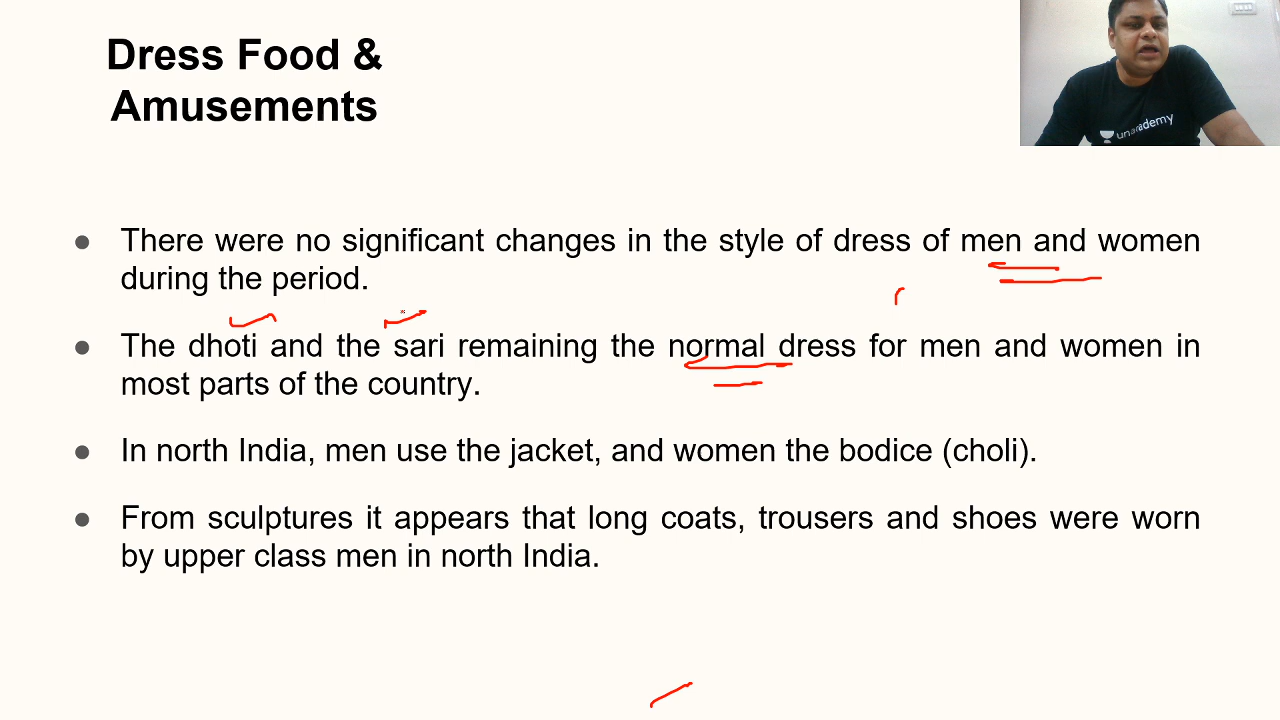 Dress Food &
Amusements
unacademy
● There were no significant changes in the style of dress of men and women
during the period.
● The dhoti and the sari remaining the normal dress for men and women in
most parts of the country.
● In north India, men use the jacket, and women the bodice (choli).
● From sculptures it appears that long coats, trousers and shoes were worn
by upper class men in north India.